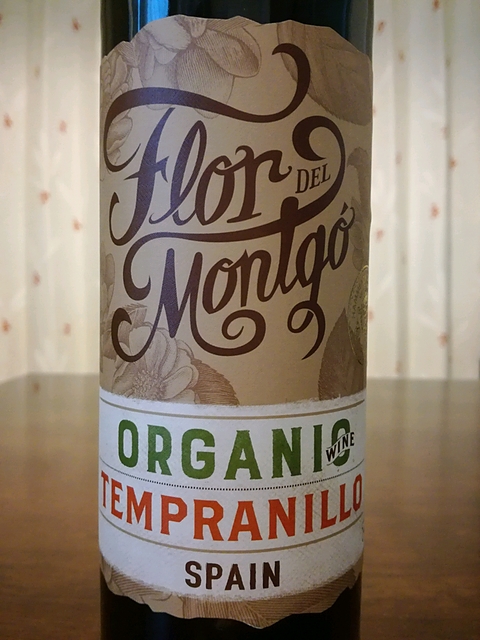 Flor DEL
Montgó
ORGANIC WINE
TEMPRANILLO
SPAIN